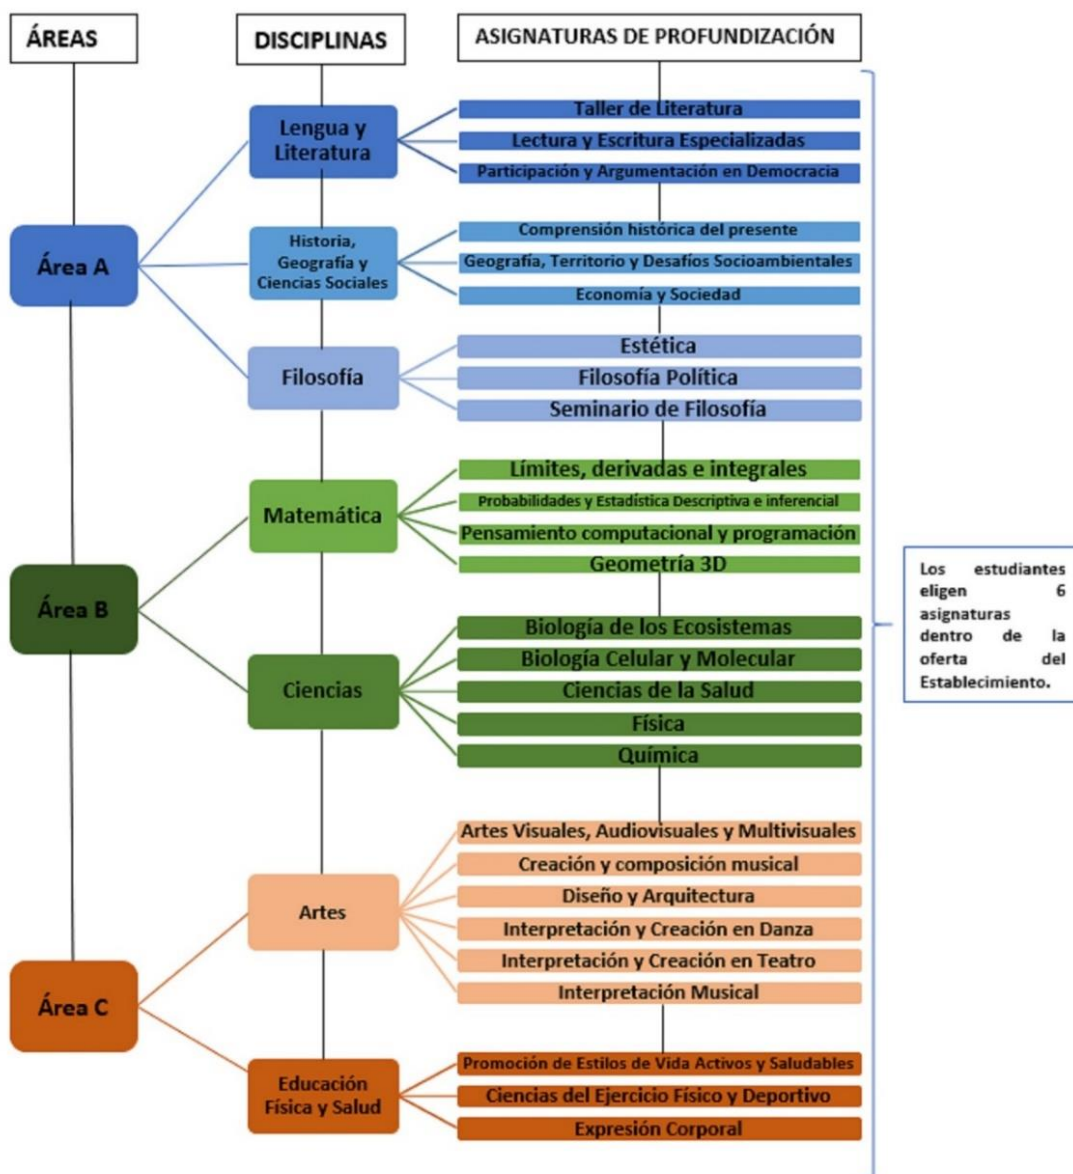 ÁREAS
DISCIPLINAS
ASIGNATURAS DE PROFUNDIZACIÓN
Área A
Lengua y
Literatura
Taller de Literatura
Lectura y Escritura Especializadas
Participación y Argumentación en Democracia
Historia,
Geografía y
Ciencias Sociales
Comprensión histórica del presente
Geografía, Territorio y Desafíos Socioambientales
Economía y Sociedad
Filosofía
Estética
Filosofía Política
Seminario de Filosofía
Área B
Matemática
Límites, derivadas e integrales
Probabilidades y Estadística Descriptiva e inferencial
Pensamiento computacional y programación
Geometría 3D
Ciencias
Biología de los Ecosistemas
Biología Celular y Molecular
Ciencias de la Salud
Física
Química
Área C
Artes
Artes Visuales, Audiovisuales y Multivisuales
Creación y composición musical
Diseño y Arquitectura
Interpretación y Creación en Danza
Interpretación y Creación en Teatro
Interpretación Musical
Educación
Física y Salud
Promoción de Estilos de Vida Activos y Saludables
Ciencias del Ejercicio Físico y Deportivo
Expresión Corporal
Los estudiantes
eligen 6
asignaturas
dentro de la
oferta del
Establecimiento.